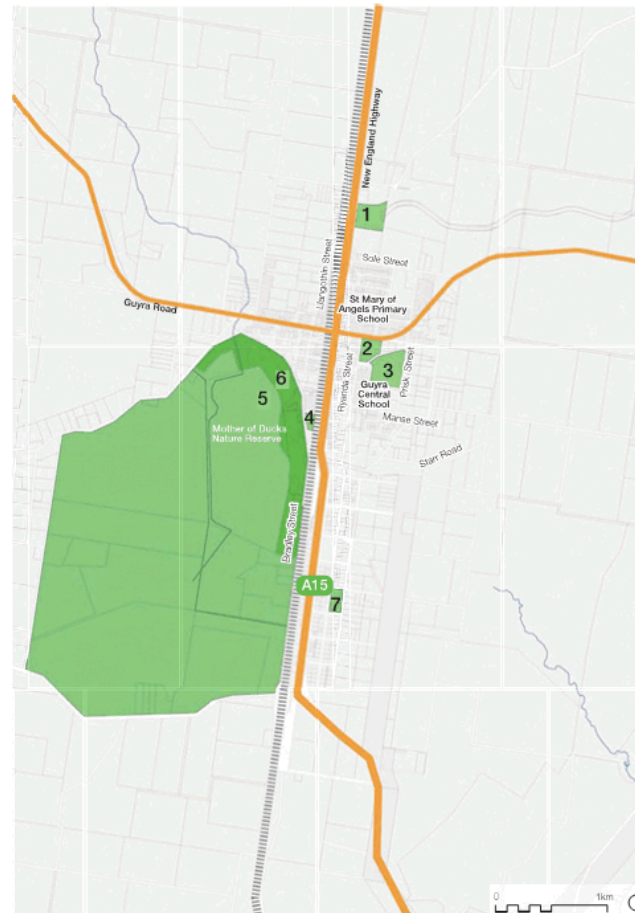 New England Highway
1
Llangothlin Street
Sole Street
St Mary of
Angels Primary
School
Guyra Road
2
3
Prisk Street
Ryanda Street
Guyra
Central
School
6
5
4
Manse Street
Mother of Ducks
Nature Reserve
Starr Road
Bradley Street
A15
7
0
1km